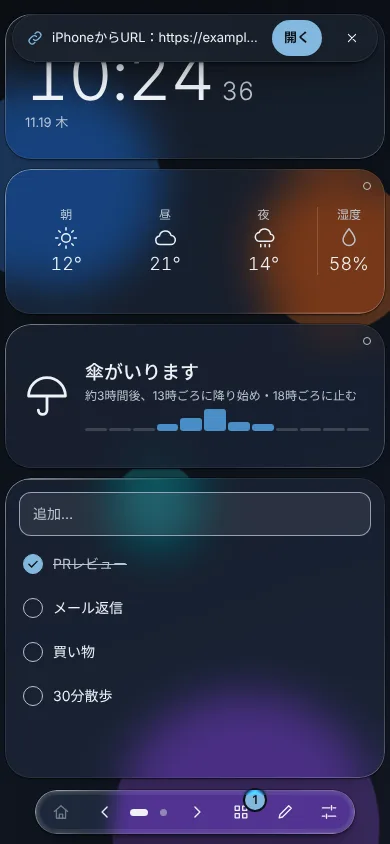 iPhoneからURL：https://exampl...
開く
10:24 36
11.19 木
朝 昼 夜 湿度
12° 21° 14° 58%
傘がいります
約3時間後、13時ごろに降り始め・18時ごろに止む
追加...
PRレビュー
メール返信
買い物
30分散歩
1